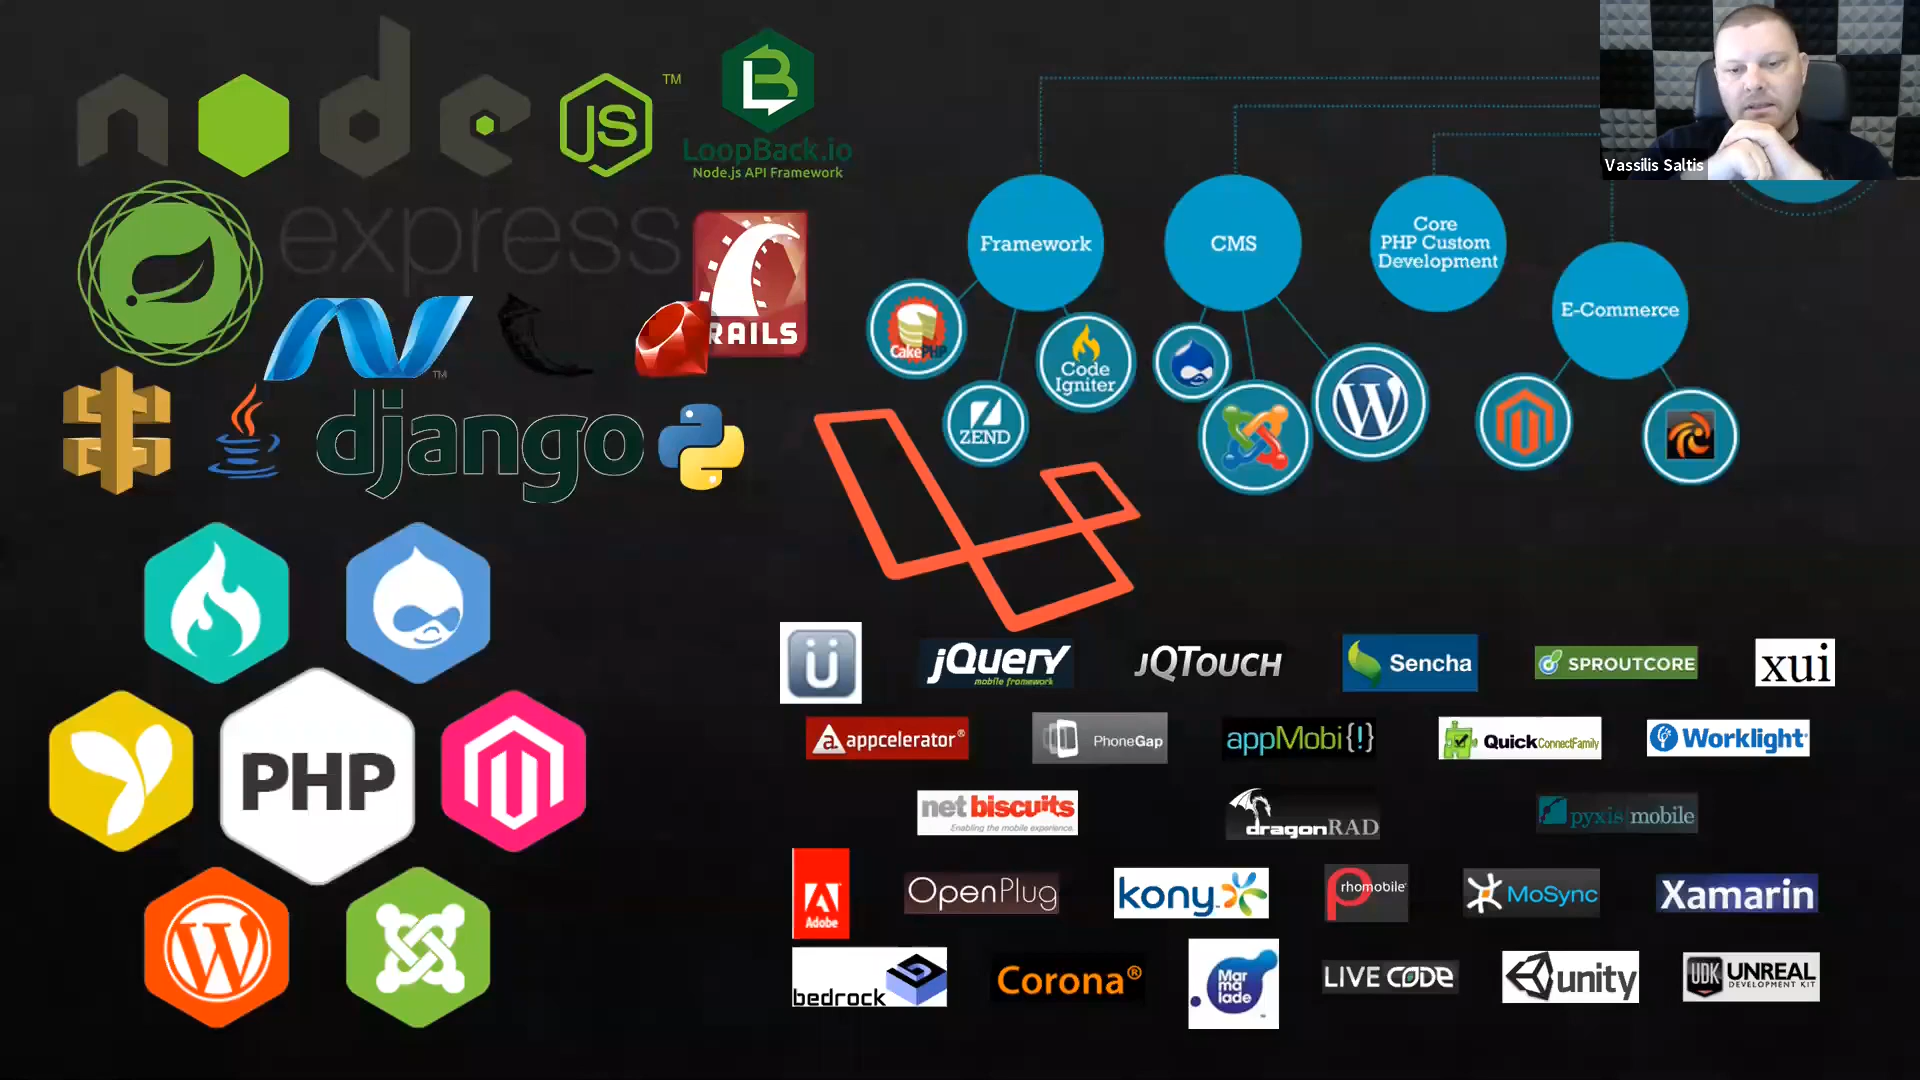 node
JS
TM
LoopBack.io
Node.js API Framework
express
RAILS
TM
django
PHP
Framework
CMS
Core
PHP Custom
Development
E-Commerce
CakePHP
ZEND
Code
Igniter
Vassilis Saltis
jQuery
mobile framework
jQTouch
Sencha
SPROUTCORE
xui
appcelerator®
PhoneGap
appMobi{!}
QuickConnectFamily
Worklight
netbiscuits
Enabling the mobile experience.
dragonRAD
pyxis mobile
Adobe
OpenPlug
kony
rhomobile
MoSync
Xamarin
bedrock
Corona®
Mar
ma
lade
LIVE CODE
unity
UDK UNREAL
DEVELOPMENT KIT